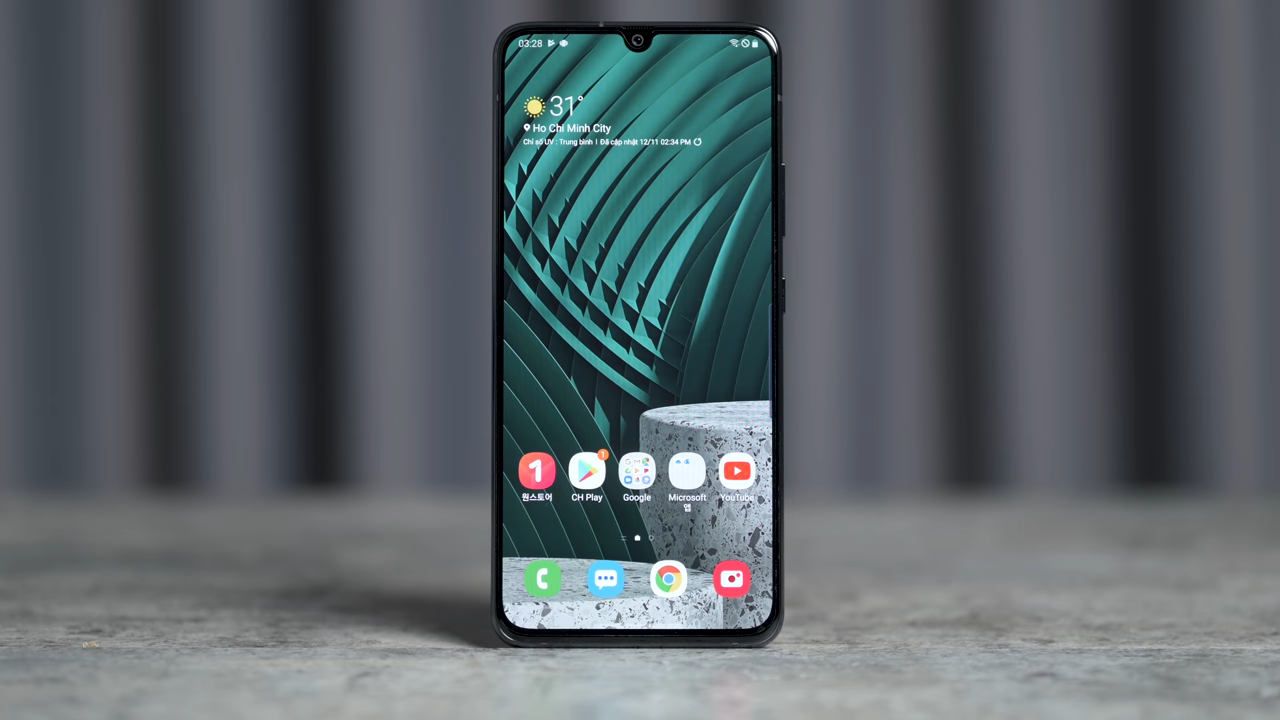 03:28
31°
Ho Chi Minh City
Chỉ số UV : Trung bình | Đã cập nhật 12/11 02:34 PM
1
1
원스토어
CH Play
Google
Microsoft
앱
YouTube